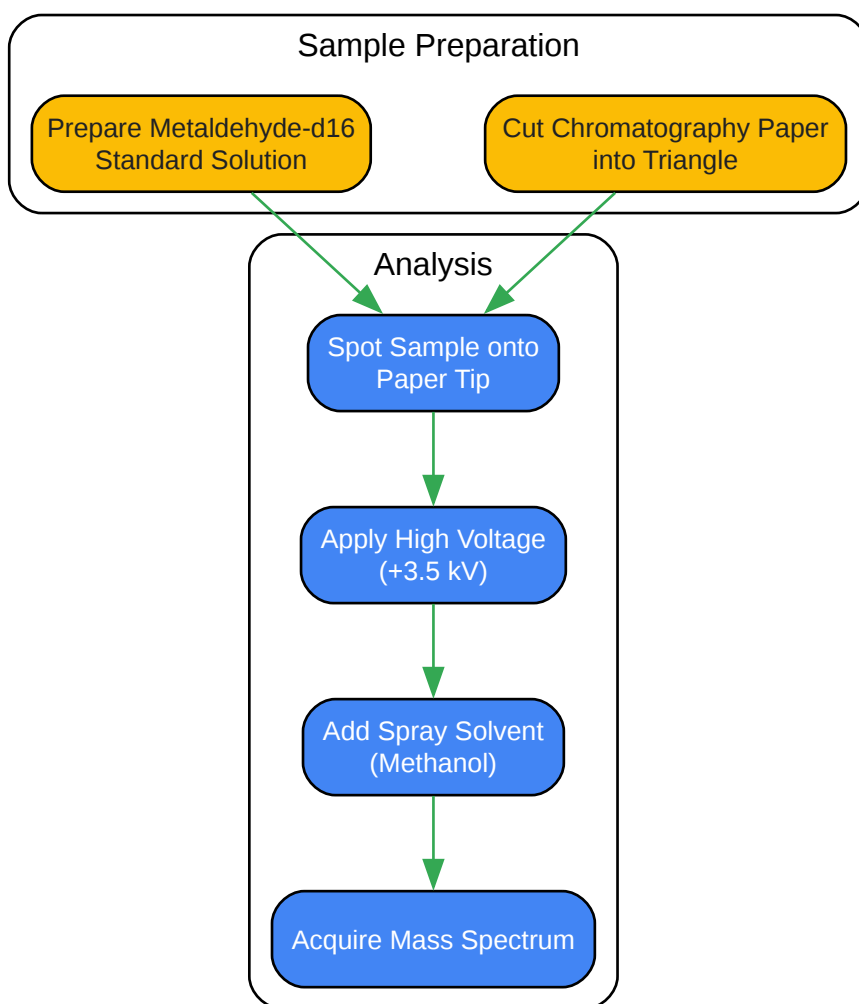 Sample Preparation
Prepare Metaldehyde-d16
Standard Solution
Cut Chromatography Paper
into Triangle
Analysis
Spot Sample onto
Paper Tip
Apply High Voltage
(+3.5 kV)
Add Spray Solvent
(Methanol)
Acquire Mass Spectrum